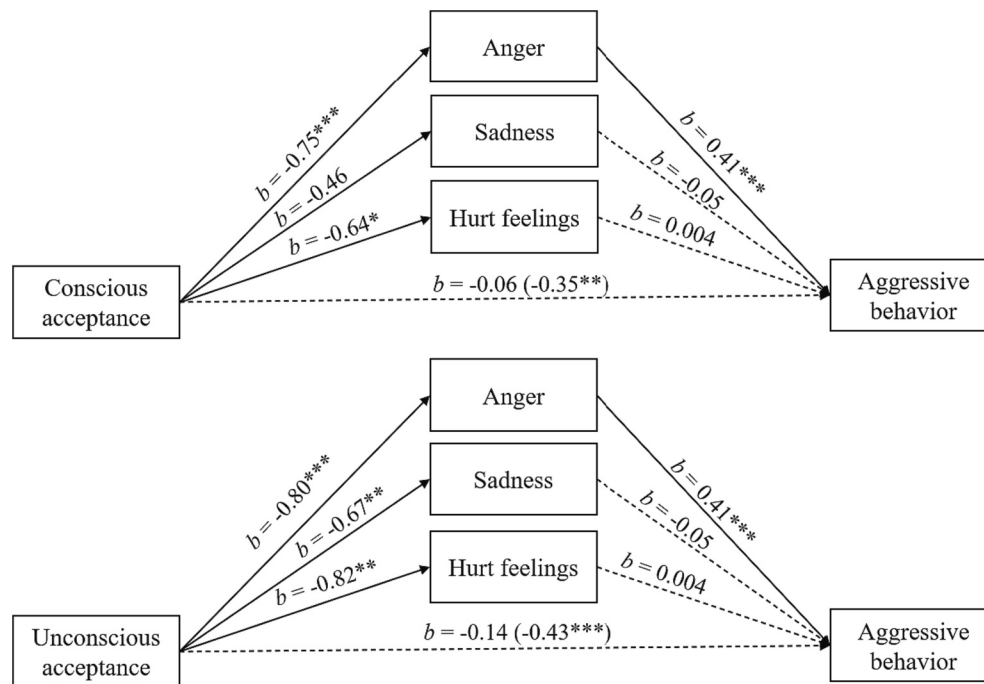 Anger
b = -0.75***
b = 0.41***
Sadness
b = -0.46
b = -0.05
Hurt feelings
b = -0.64*
b = 0.004
Conscious
acceptance
b = -0.06 (-0.35**)
Aggressive
behavior
Anger
b = -0.80***
b = 0.41***
Sadness
b = -0.67**
b = -0.05
Hurt feelings
b = -0.82**
b = 0.004
Unconscious
acceptance
b = -0.14 (-0.43***)
Aggressive
behavior